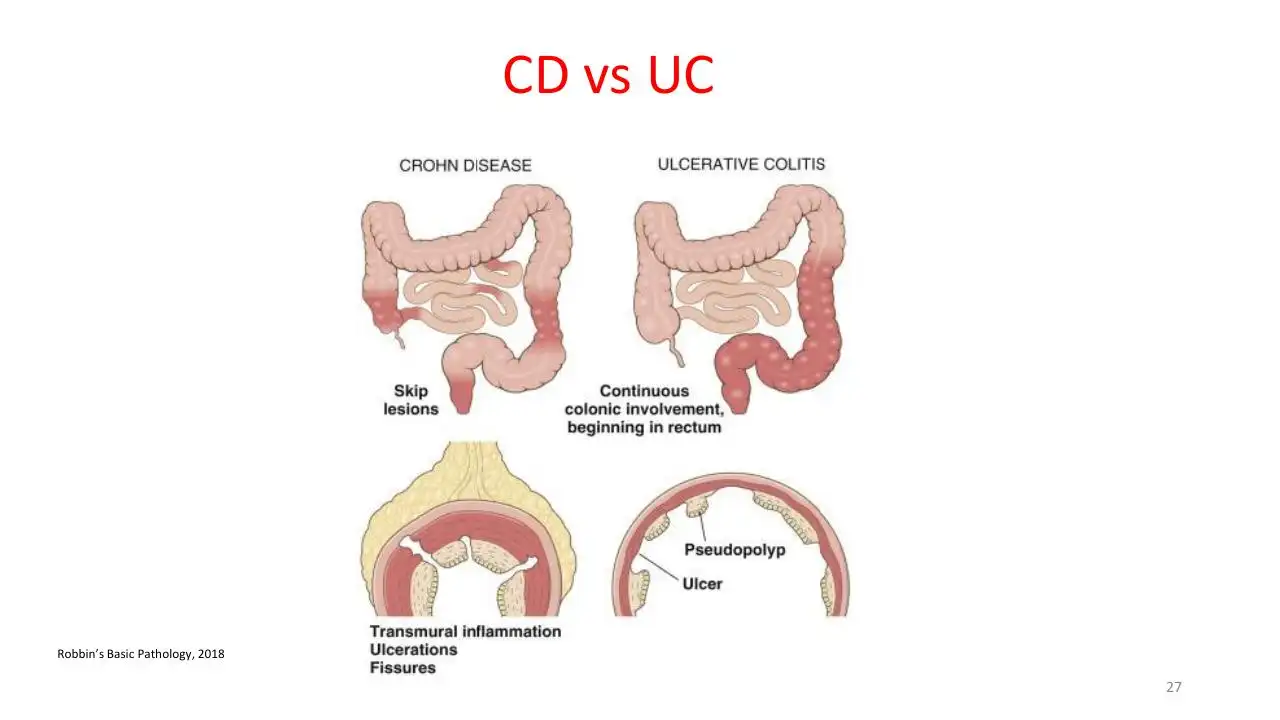 CD vs UC
CROHN DISEASE
ULCERATIVE COLITIS
Skip
lesions
Continuous
colonic involvement,
beginning in rectum
Pseudopolyp
Ulcer
Transmural inflammation
Ulcerations
Fissures
Robbin’s Basic Pathology, 2018
27